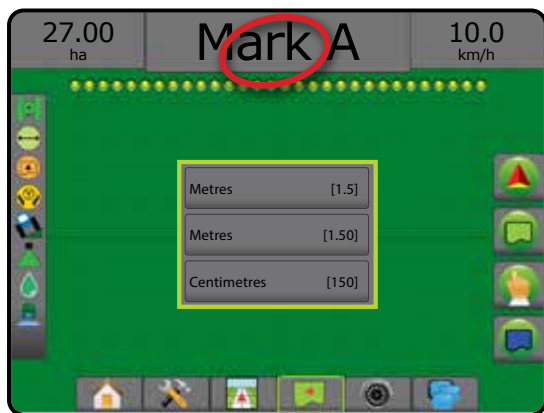 27.00
ha
Mark A
10.0
km/h
Metres [1.5]
Metres [1.50]
Centimetres [150]